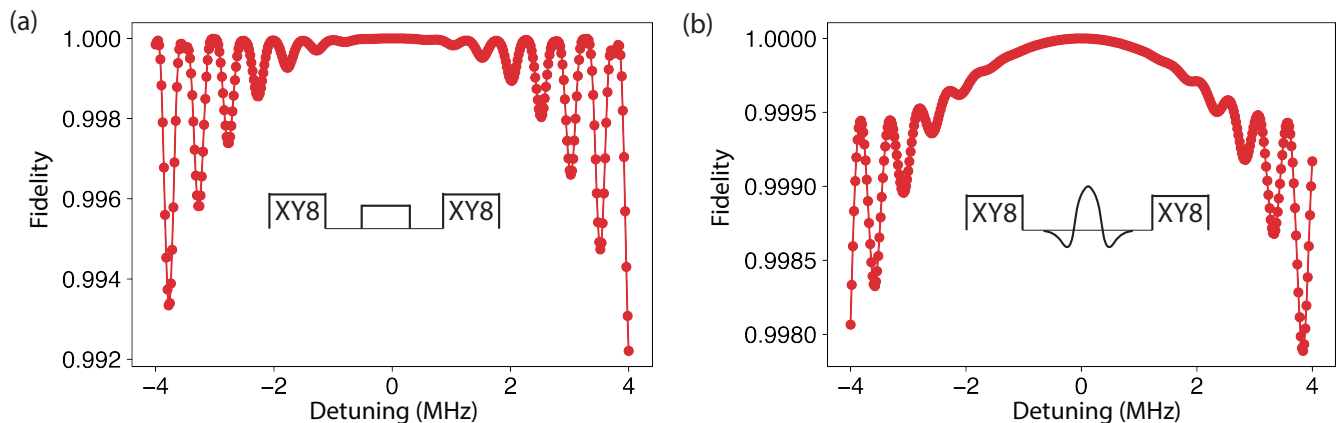 (a)
Fidelity
1.000
0.998
0.996
0.994
0.992
XY8
XY8
−4
−2
0
2
4
Detuning (MHz)
(b)
Fidelity
1.0000
0.9995
0.9990
0.9985
0.9980
XY8
XY8
−4
−2
0
2
4
Detuning (MHz)